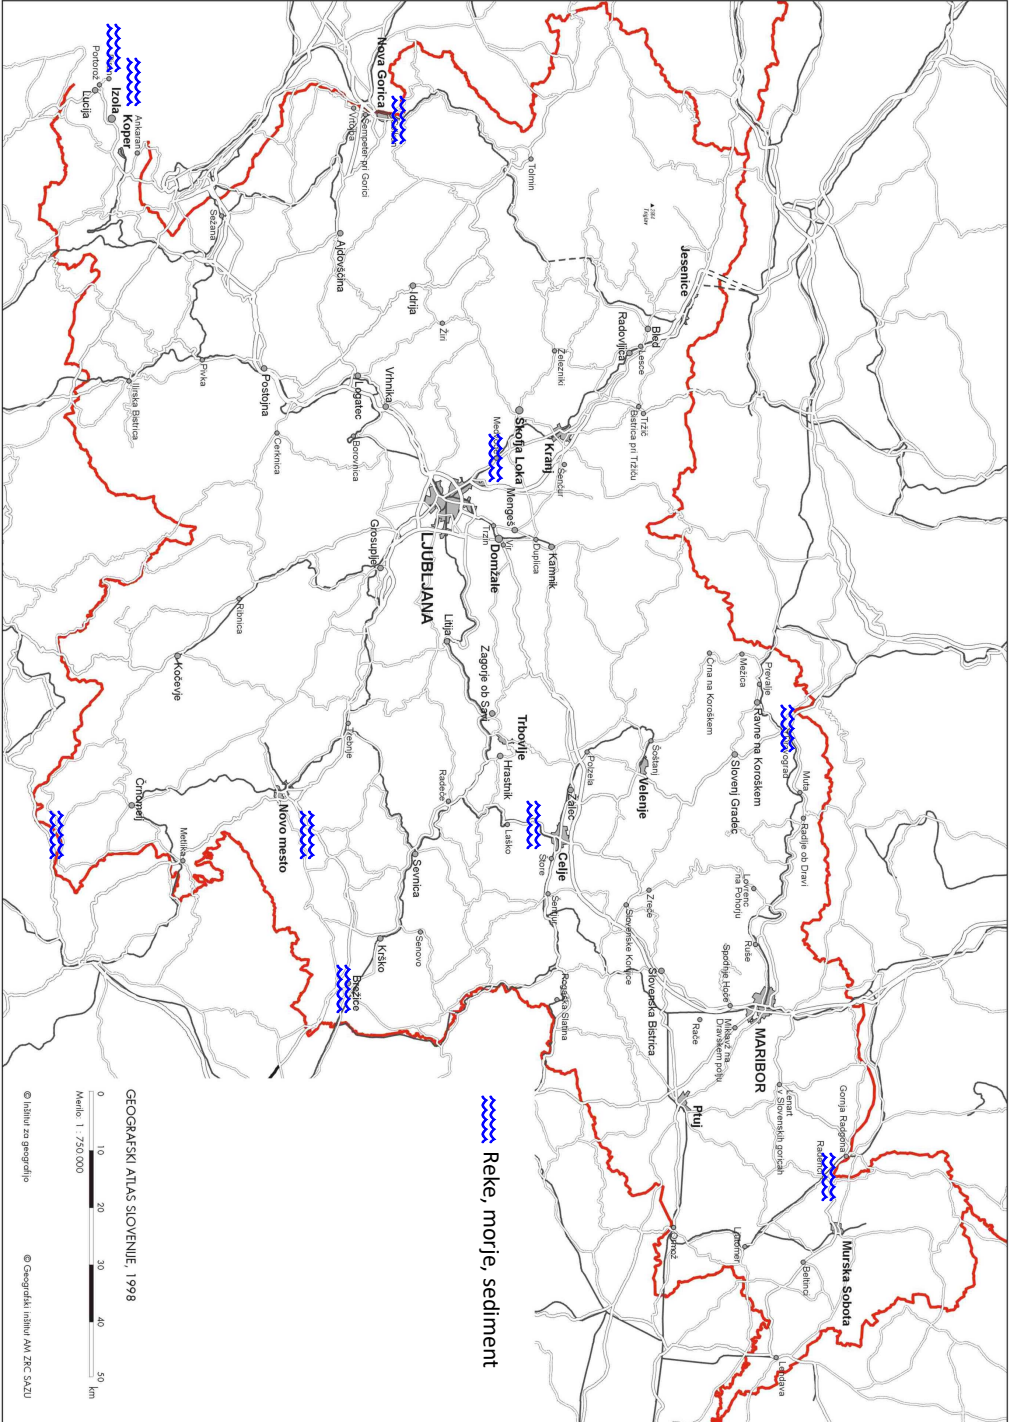 Nova Gorica
Portorož
Lucija
Izola
Koper
Ankaran
Vrtojba
Šempeter pri Gorici
Tolmin
Sežana
Ajdovščina
Triglav
Jesenice
Idrija
Žiri
Bled
Lesce
Radovljica
Železniki
Pivka
Ilirska Bistrica
Postojna
Logatec
Vrhnika
Borovnica
Cerknica
Škofja Loka
Kranj
Šenčur
Tržič
Bistrica pri Tržiču
Mengeš
Trzin
Domžale
Vir
Duplica
Kamnik
LJUBLJANA
Grosuplje
Ribnica
Kočevje
Litija
Zagorje ob Savi
Trbovlje
Hrastnik
Radeče
Trebnje
Novo mesto
Črnomelj
Metlika
Črna na Koroškem
Mežica
Prevalje
Ravne na Koroškem
Slovenj Gradec
Muta
Radlje ob Dravi
Šoštanj
Velenje
Polzela
Žalec
Celje
Laško
Štore
Šentjur
Sevnica
Senovo
Krško
Brežice
Rogaška Slatina
Zreče
Slovenske Konjice
Slovenska Bistrica
Lovrenc
na Pohorju
Ruše
Spodnje Hoče
Miklavž na
Dravskem polju
Rače
MARIBOR
Ptuj
Lenart
v Slovenskih goricah
Gornja Radgona
Radenci
Murska Sobota
Ljutomer
Beltinci
Ormož
Lendava
Reke, morje, sediment
GEOGRAFSKI ATLAS SLOVENIJE, 1998
0 10 20 30 40 50 km
Merilo: 1 : 750 000
© Inštitut za geografijo
© Geografski inštitut AM ZRC SAZU